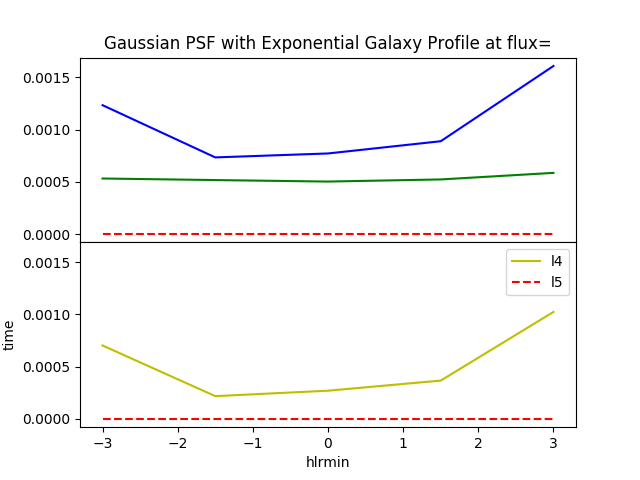 Gaussian PSF with Exponential Galaxy Profile at flux=
0.0015
0.0010
0.0005
0.0000
0.0015
0.0010
0.0005
0.0000
time
l4
l5
−3 −2 −1 0 1 2 3
hlrmin